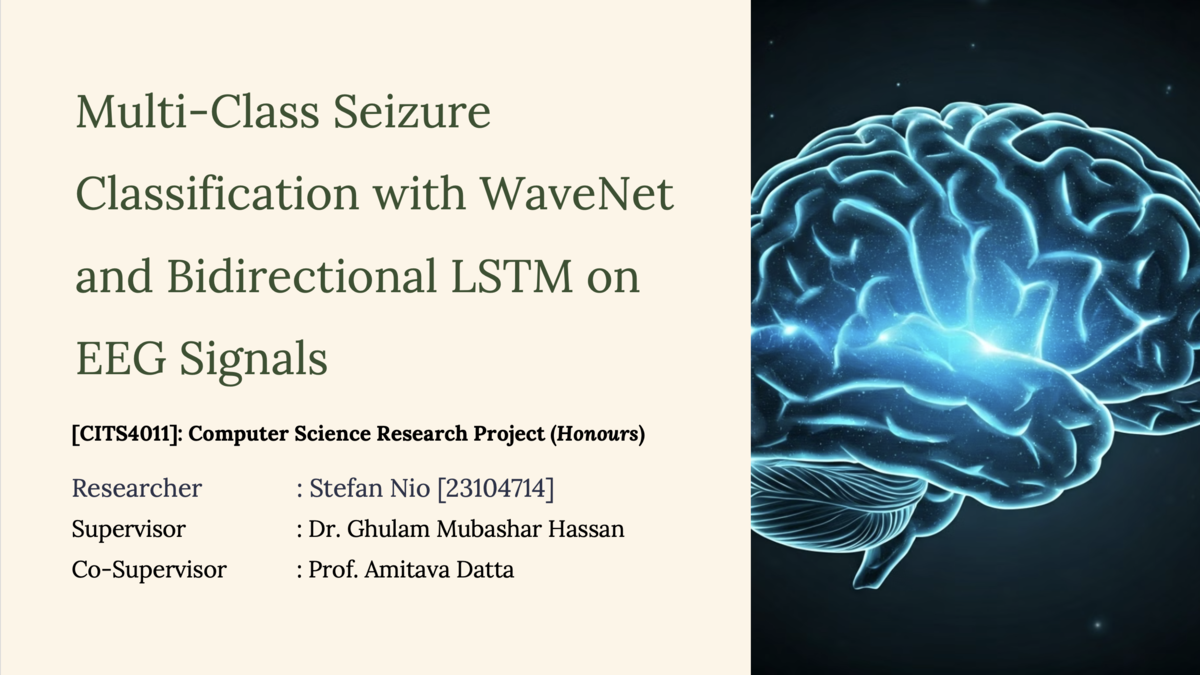 Multi-Class Seizure
Classification with WaveNet
and Bidirectional LSTM on
EEG Signals
[CITS4011]: Computer Science Research Project (Honours)
Researcher : Stefan Nio [23104714]
Supervisor : Dr. Ghulam Mubashar Hassan
Co-Supervisor : Prof. Amitava Datta